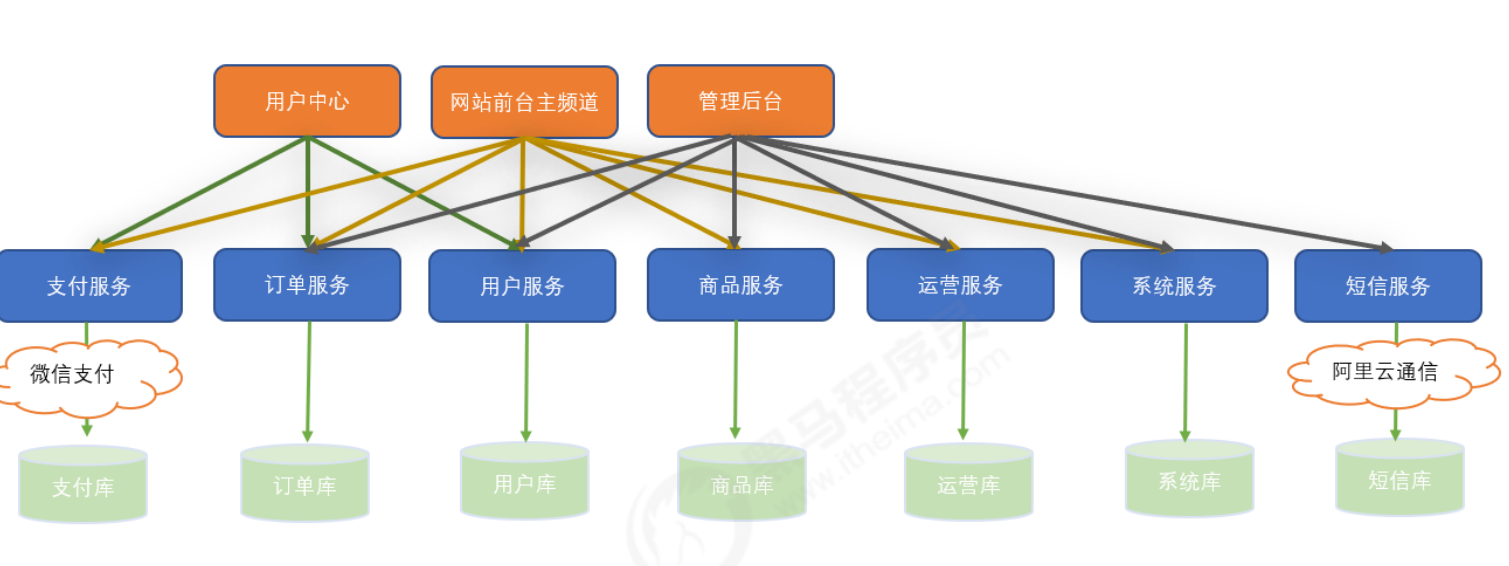 用户中心
网站前台主频道
管理后台
支付服务
订单服务
用户服务
商品服务
运营服务
系统服务
短信服务
微信支付
阿里云通信
支付库
订单库
用户库
商品库
运营库
系统库
短信库
黑马程序员
www.itheima.com